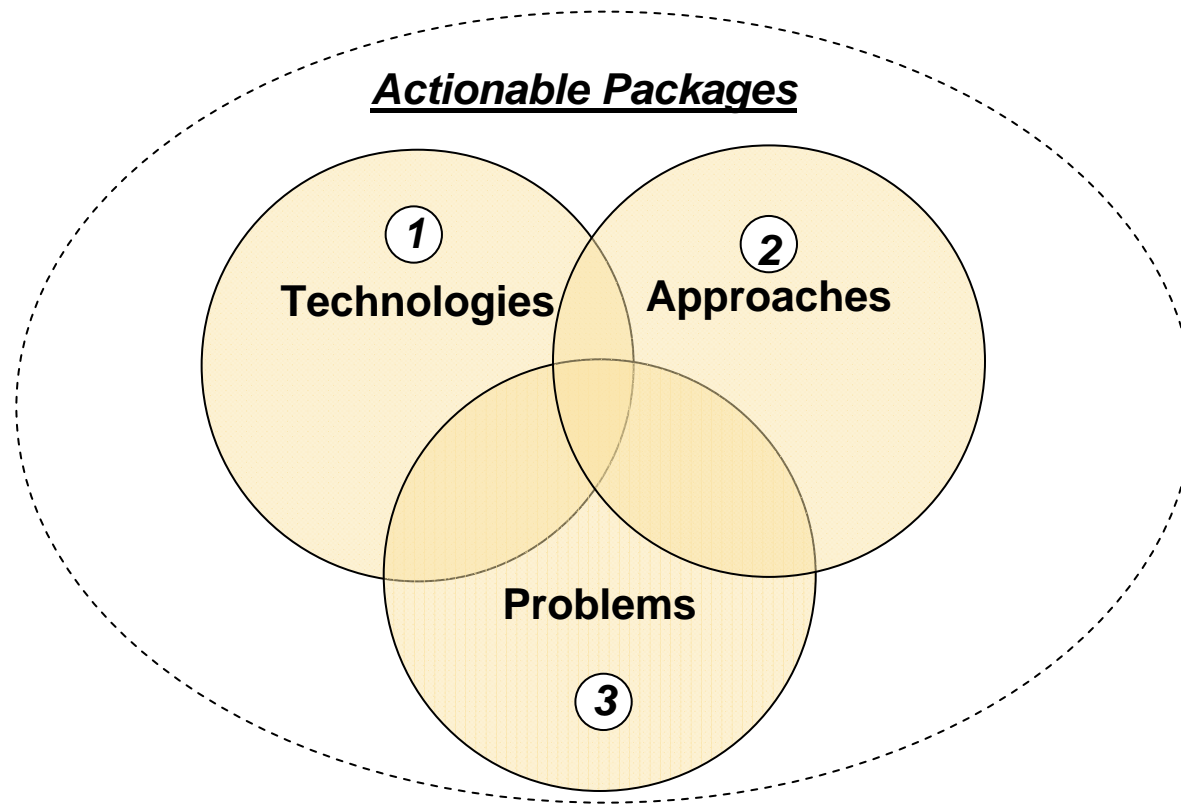 Actionable Packages
1
2
Technologies
Approaches
Problems
3